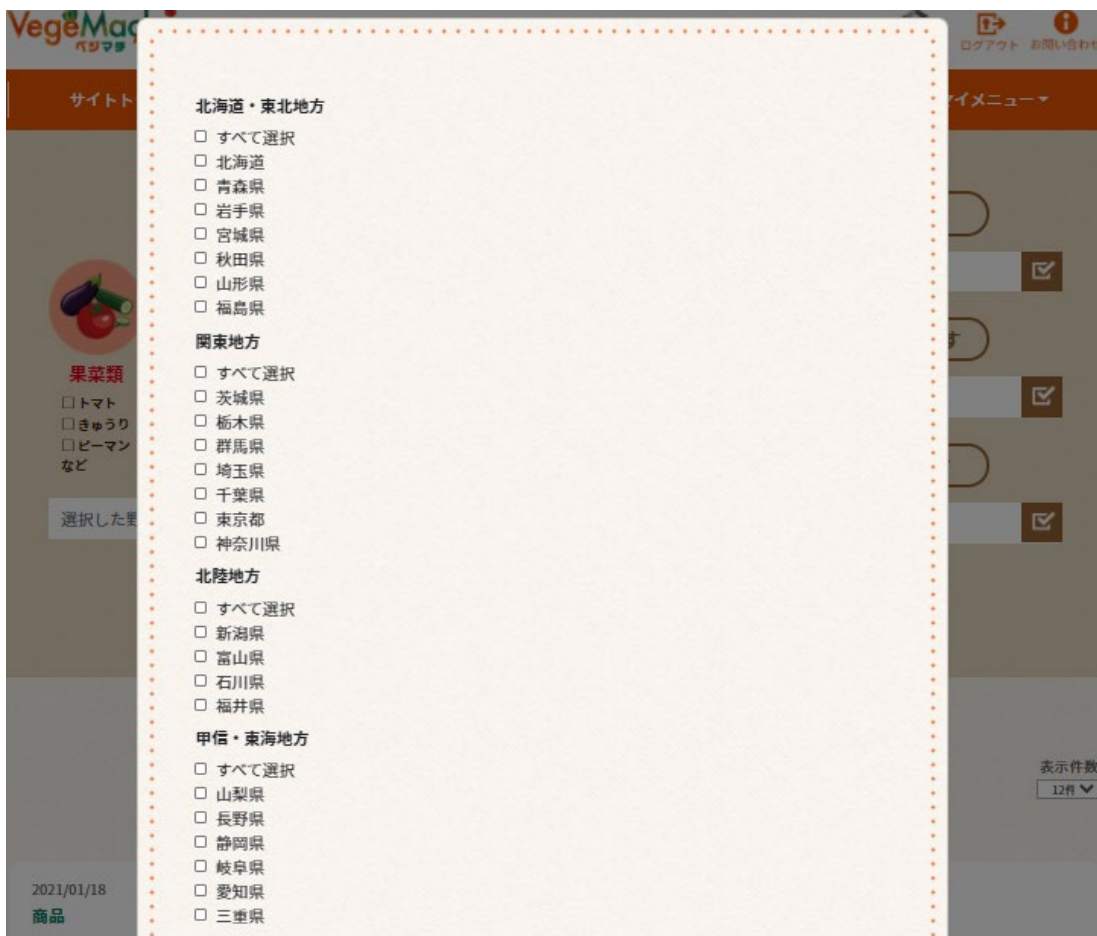 VegeMa
ベジマチ
ログアウト
お問い合わせ
サイトト
マイメニュー
北海道・東北地方
すべて選択
北海道
青森県
岩手県
宮城県
秋田県
山形県
福島県
関東地方
すべて選択
茨城県
栃木県
群馬県
埼玉県
千葉県
東京都
神奈川県
北陸地方
すべて選択
新潟県
富山県
石川県
福井県
甲信・東海地方
すべて選択
山梨県
長野県
静岡県
岐阜県
愛知県
三重県
果菜類
□トマト
□きゅうり
□ピーマン
など
選択した野
す
表示件数
12件
2021/01/18
商品